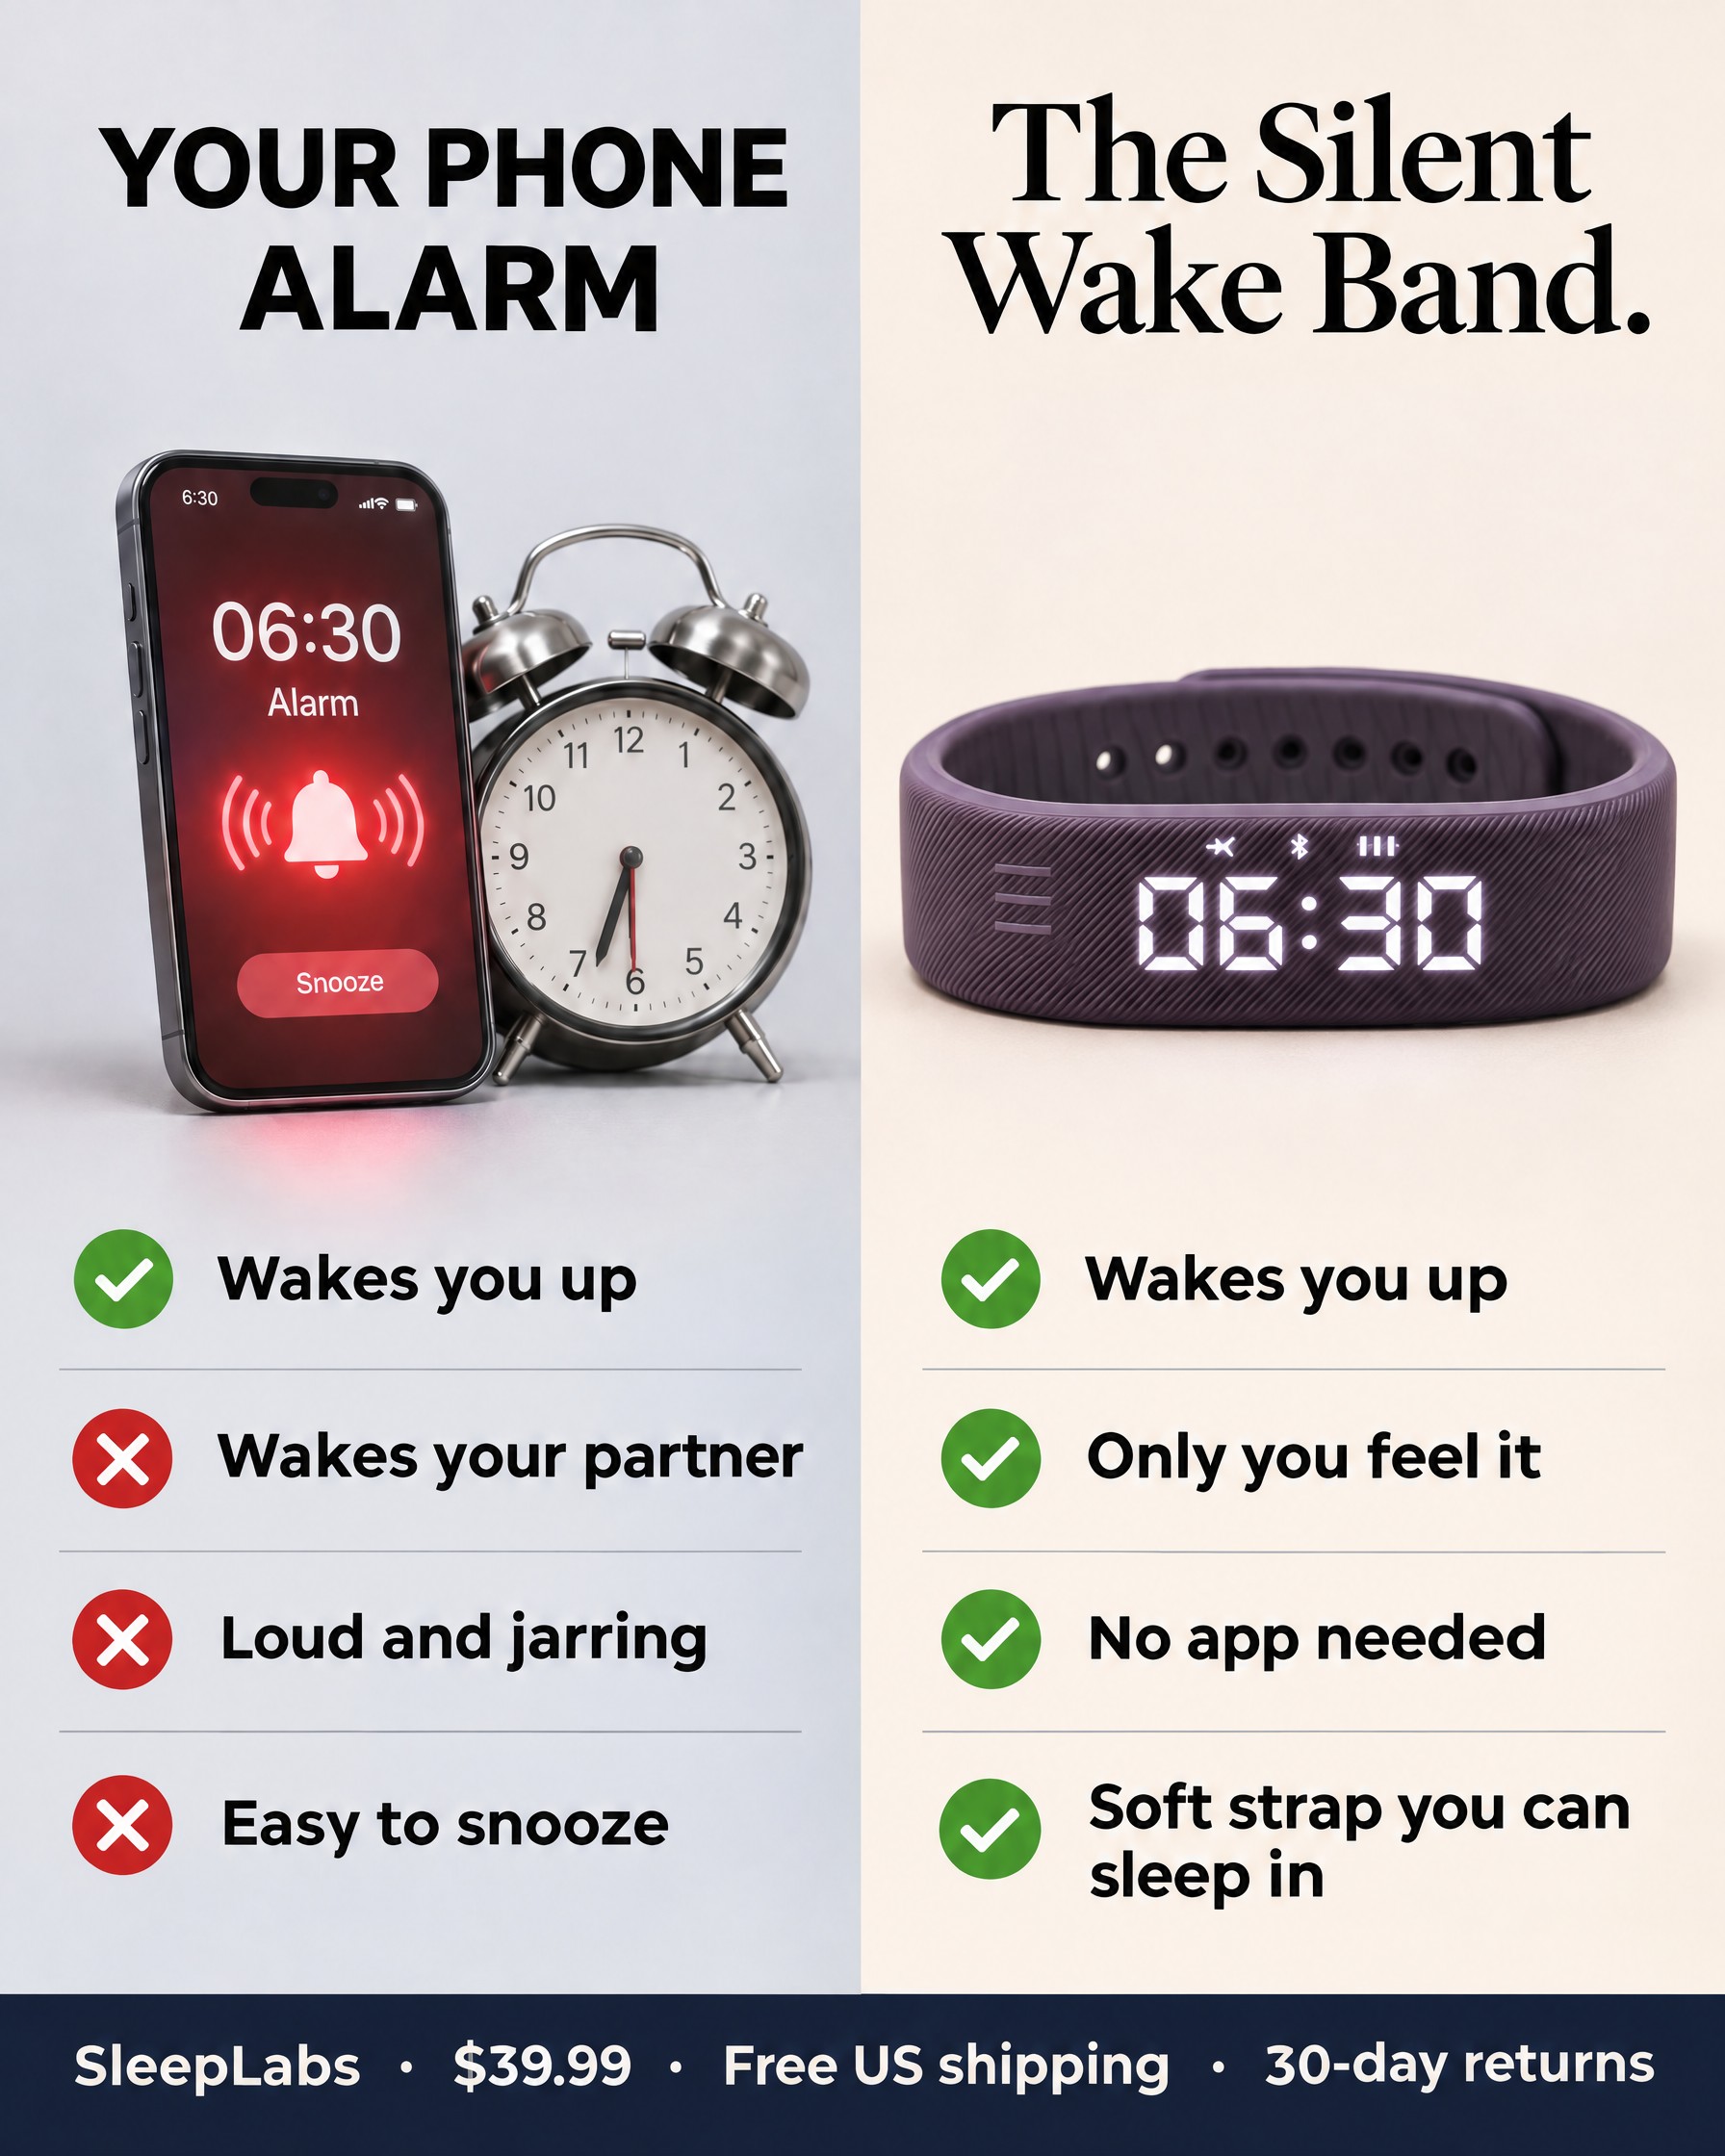 YOUR PHONE
ALARM
6:30
06:30
Alarm
Snooze
12
1
2
3
4
5
6
7
8
9
10
11
Wakes you up
Wakes your partner
Loud and jarring
Easy to snooze
The Silent
Wake Band.
06:30
Wakes you up
Only you feel it
No app needed
Soft strap you can
sleep in
SleepLabs • $39.99 • Free US shipping • 30-day returns